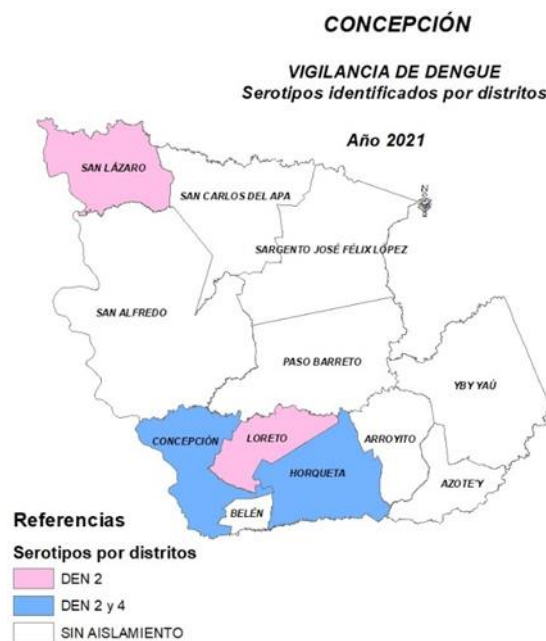 CONCEPCIÓN
VIGILANCIA DE DENGUE
Serotipos identificados por distritos
Año 2021
SAN LÁZARO
SAN CARLOS DEL APA
SARGENTO JOSÉ FÉLIX LÓPEZ
SAN ALFREDO
PASO BARRETO
YBY YAÚ
CONCEPCIÓN
LORETO
ARROYITO
HORQUETA
AZOTE'Y
BELÉN
Referencias
Serotipos por distritos
DEN 2
DEN 2 y 4
SIN AISLAMIENTO